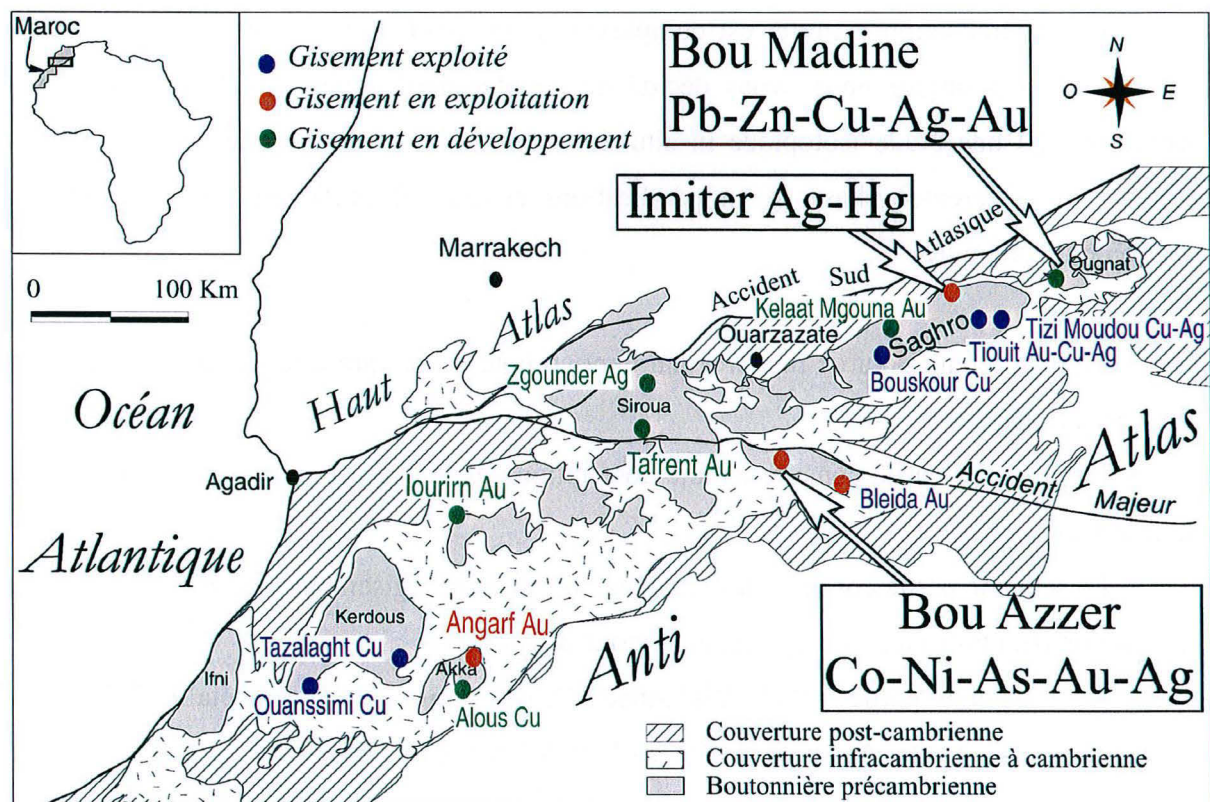 Maroc
Gisement exploité
Gisement en exploitation
Gisement en développement
Bou Madine
Pb-Zn-Cu-Ag-Au
N
O
E
S
Imiter Ag-Hg
Marrakech
0 100 Km
Accident Sud Atlasique
Ougnat
Kelaat Mgouna Au
Saghro
Tizi Moudou Cu-Ag
Tiouit Au-Cu-Ag
Ouarzazate
Bouskour Cu
Haut Atlas
Zgounder Ag
Siroua
Océan
Atlantique
Agadir
Tafrent Au
Iourirn Au
Bleida Au
Accident
Majeur
Anti Atlas
Bou Azzer
Co-Ni-As-Au-Ag
Kerdous
Tazalaght Cu
Angarf Au
Akka
Ifni
Ouanssimi Cu
Alous Cu
Couverture post-cambrienne
Couverture infracambrienne à cambrienne
Boutonnière précambrienne